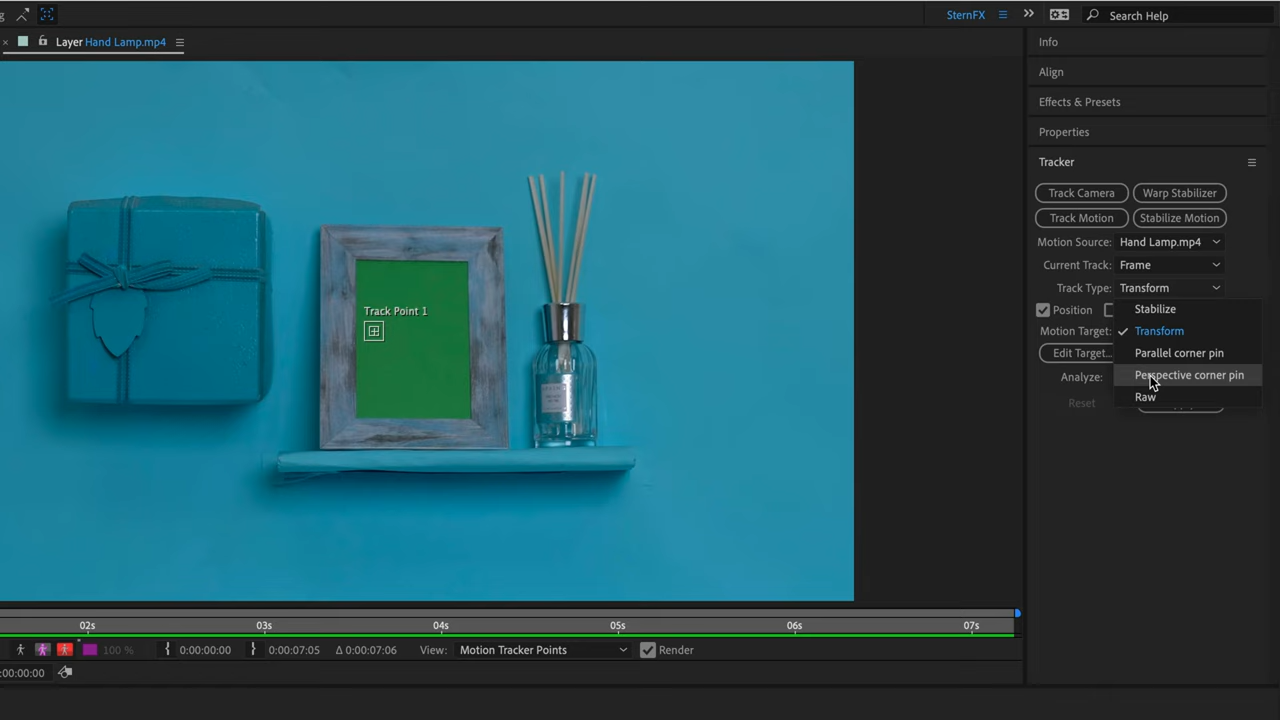 SternFX
Search Help
Layer Hand Lamp.mp4
Info
Align
Effects & Presets
Properties
Tracker
Track Camera
Warp Stabilizer
Track Motion
Stabilize Motion
Motion Source: Hand Lamp.mp4
Current Track: Frame
Track Type: Transform
Position
Stabilize
Motion Target:
Transform
Edit Target...
Parallel corner pin
Analyze:
Perspective corner pin
Reset
Raw
Track Point 1
02s
03s
04s
05s
06s
07s
100 %
0:00:00:00
0:00:07:05
Δ 0:00:07:06
View: Motion Tracker Points
Render
:00:00:00